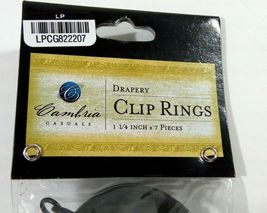 LP
LPCG822207
DRAPERY
Cambria
CASUALS
CLIP RINGS
1 1/4 INCH x 7 PIECES